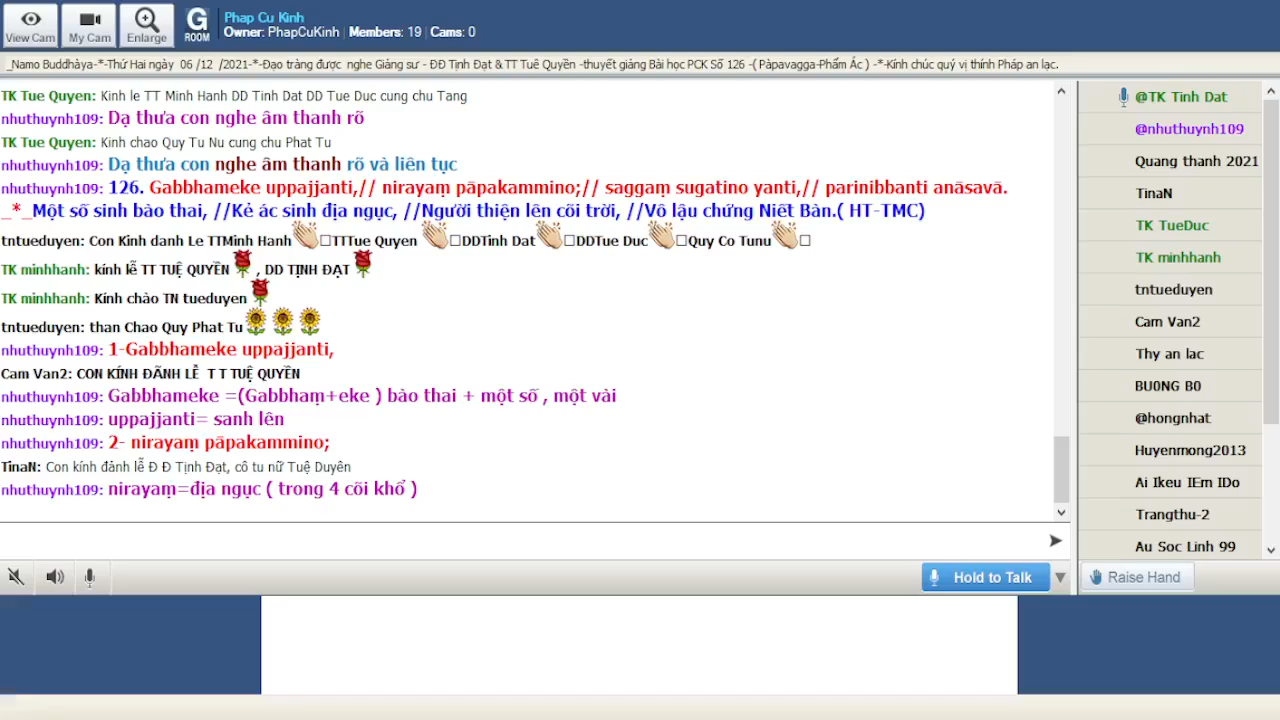 View Cam
My Cam
Enlarge
G
ROOM
Phap Cu Kinh
Owner: PhapCuKinh | Members: 19 | Cams: 0
_Namo Buddhàya-*-Thứ Hai ngày 06 /12 /2021-*-Đạo tràng được nghe Giảng sư - ĐĐ Tịnh Đạt & TT Tuê Quyền -thuyết giảng Bài học PCK Số 126 -( Pàpavagga-Phẩm Ác ) -*-Kính chúc quý vị thính Pháp an lạc.
TK Tue Quyen: Kinh le TT Minh Hanh DD Tinh Dat DD Tue Duc cung chu Tang
nhuthuynh109: Dạ thưa con nghe âm thanh rõ
TK Tue Quyen: Kinh chao Quy Tu Nu cung chu Phat Tu
nhuthuynh109: Dạ thưa con nghe âm thanh rõ và liên tục
nhuthuynh109: 126. Gabbhameke uppajjanti,// nirayaṃ pāpakammino;// saggaṃ sugatino yanti,// parinibbanti anāsavā.
_*_Một số sinh bào thai, //Kẻ ác sinh địa ngục, //Người thiện lên cõi trời, //Vô lậu chứng Niết Bàn.( HT-TMC)
tntueduyen: Con Kinh danh Le TTMinh Hanh TTTue Quyen DDTinh Dat DDTue Duc Quy Co Tunu
TK minhhanh: kính lễ TT TUỆ QUYỀN , DD TỊNH ĐẠT
TK minhhanh: Kính chào TN tueduyen
tntueduyen: than Chao Quy Phat Tu
nhuthuynh109: 1-Gabbhameke uppajjanti,
Cam Van2: CON KÍNH ĐÃNH LỄ T T TUỆ QUYỀN
nhuthuynh109: Gabbhameke =(Gabbhaṃ+eke ) bào thai + một số , một vài
nhuthuynh109: uppajjanti= sanh lên
nhuthuynh109: 2- nirayaṃ pāpakammino;
TinaN: Con kính đảnh lễ Đ Đ Tịnh Đạt, cô tu nữ Tuệ Duyên
nhuthuynh109: nirayaṃ=địa ngục ( trong 4 cõi khổ )
Hold to Talk
@TK Tinh Dat
@nhuthuynh109
Quang thanh 2021
TinaN
TK TueDuc
TK minhhanh
tntueduyen
Cam Van2
Thy an lac
BU0NG B0
@hongnhat
Huyenmong2013
Ai Ikeu IEm IDo
Trangthu-2
Au Soc Linh 99
Raise Hand